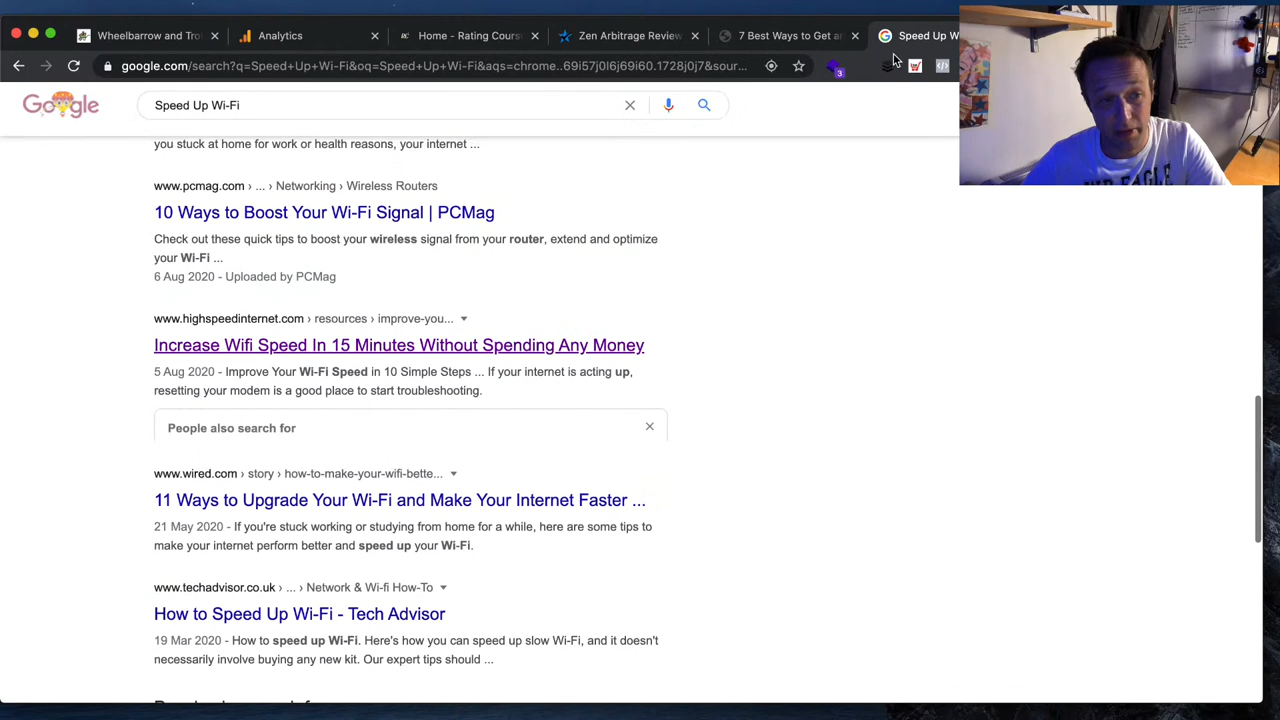 Wheelbarrow and Tro
Analytics
Home - Rating Cours
Zen Arbitrage Review
7 Best Ways to Get a
Speed Up W
google.com/search?q=Speed+Up+Wi-Fi&oq=Speed+Up+Wi-Fi&aqs=chrome..69i57j0l6j69i60.1728j0j7&sour...
3
Google
Speed Up Wi-Fi
you stuck at home for work or health reasons, your internet ...
www.pcmag.com › ... › Networking › Wireless Routers
10 Ways to Boost Your Wi-Fi Signal | PCMag
Check out these quick tips to boost your wireless signal from your router, extend and optimize
your Wi-Fi ...
6 Aug 2020 - Uploaded by PCMag
www.highspeedinternet.com › resources › improve-you...
Increase Wifi Speed In 15 Minutes Without Spending Any Money
5 Aug 2020 - Improve Your Wi-Fi Speed in 10 Simple Steps ... If your internet is acting up,
resetting your modem is a good place to start troubleshooting.
People also search for
www.wired.com › story › how-to-make-your-wifi-bette...
11 Ways to Upgrade Your Wi-Fi and Make Your Internet Faster ...
21 May 2020 - If you're stuck working or studying from home for a while, here are some tips to
make your internet perform better and speed up your Wi-Fi.
www.techadvisor.co.uk › ... › Network & Wi-fi How-To
How to Speed Up Wi-Fi - Tech Advisor
19 Mar 2020 - How to speed up Wi-Fi. Here's how you can speed up slow Wi-Fi, and it doesn't
necessarily involve buying any new kit. Our expert tips should ...